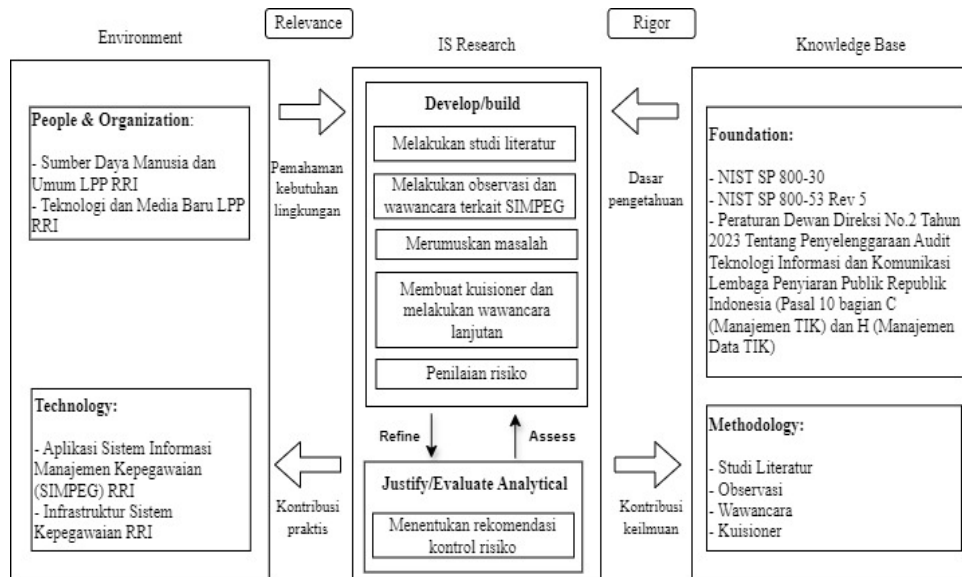 Relevance
Rigor
Environment
IS Research
Knowledge Base
People & Organization:
- Sumber Daya Manusia dan
Umum LPP RRI
- Teknologi dan Media Baru LPP
RRI
Technology:
- Aplikasi Sistem Informasi
Manajemen Kepegawaian
(SIMPEG) RRI
- Infrastruktur Sistem
Kepegawaian RRI
Pemahaman
kebutuhan
lingkungan
Kontribusi
praktis
Develop/build
Melakukan studi literatur
Melakukan observasi dan
wawancara terkait SIMPEG
Merumuskan masalah
Membuat kuisioner dan
melakukan wawancara
lanjutan
Penilaian risiko
Refine
Assess
Justify/Evaluate Analytical
Menentukan rekomendasi
kontrol risiko
Dasar
pengetahuan
Kontribusi
keilmuan
Foundation:
- NIST SP 800-30
- NIST SP 800-53 Rev 5
- Peraturan Dewan Direksi No.2 Tahun
2023 Tentang Penyelenggaraan Audit
Teknologi Informasi dan Komunikasi
Lembaga Penyiaran Publik Republik
Indonesia (Pasal 10 bagian C
(Manajemen TIK) dan H (Manajemen
Data TIK)
Methodology:
- Studi Literatur
- Observasi
- Wawancara
- Kuisioner